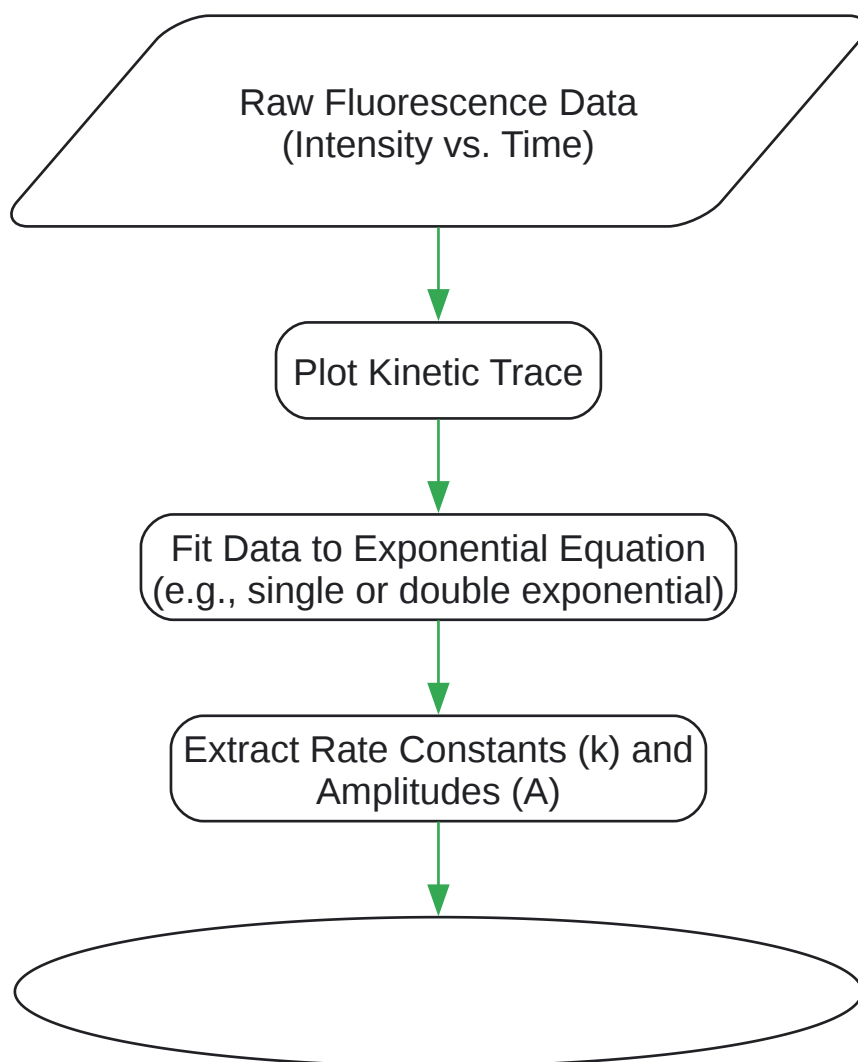 Raw Fluorescence Data
(Intensity vs. Time)
Plot Kinetic Trace
Fit Data to Exponential Equation
(e.g., single or double exponential)
Extract Rate Constants (k) and
Amplitudes (A)